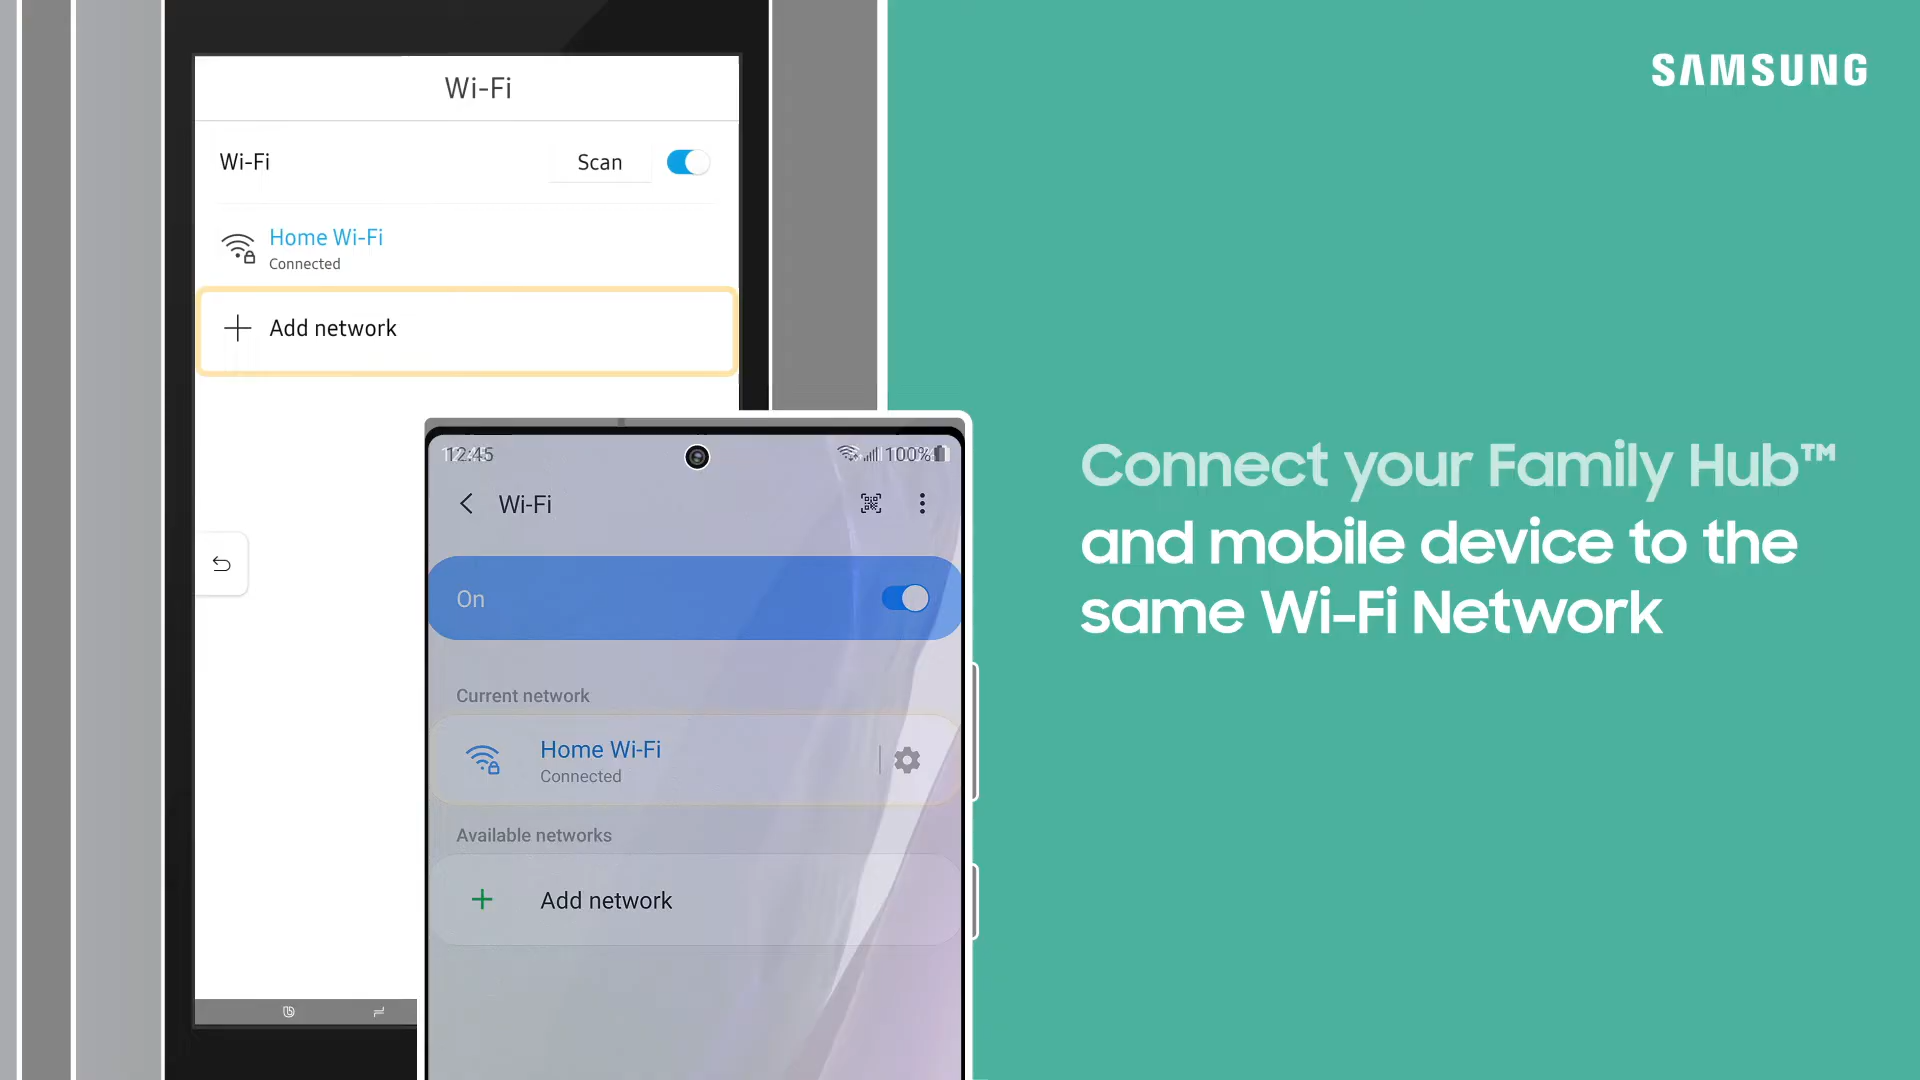 SAMSUNG
Wi-Fi
Wi-Fi
Scan
Home Wi-Fi
Connected
Add network
12:45
100%
Wi-Fi
On
Current network
Home Wi-Fi
Connected
Available networks
Add network
Connect your Family Hub™
and mobile device to the
same Wi-Fi Network